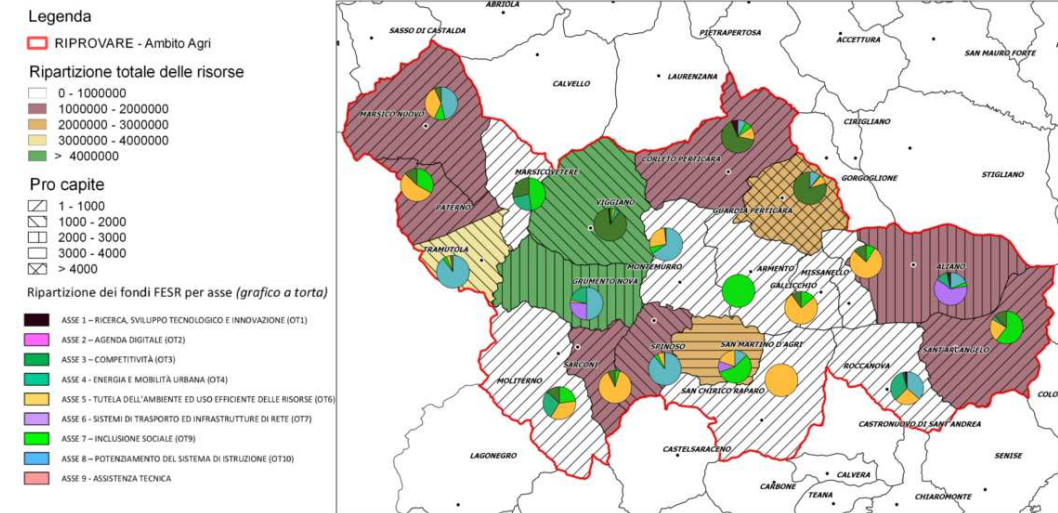 Legenda
RIPROVARE - Ambito Agri
Ripartizione totale delle risorse
0 - 1000000
1000000 - 2000000
2000000 - 3000000
3000000 - 4000000
> 4000000
Pro capite
1 - 1000
1000 - 2000
2000 - 3000
3000 - 4000
> 4000
Ripartizione dei fondi FESR per asse (grafico a torta)
ASSE 1 – RICERCA, SVILUPPO TECNOLOGICO E INNOVAZIONE (OT1)
ASSE 2 – AGENDA DIGITALE (OT2)
ASSE 3 – COMPETITIVITÀ (OT3)
ASSE 4 - ENERGIA E MOBILITÀ URBANA (OT4)
ASSE 5 - TUTELA DELL'AMBIENTE ED USO EFFICIENTE DELLE RISORSE (OT6)
ASSE 6 – SISTEMI DI TRASPORTO ED INFRASTRUTTURE DI RETE (OT7)
ASSE 7 – INCLUSIONE SOCIALE (OT9)
ASSE 8 – POTENZIAMENTO DEL SISTEMA DI ISTRUZIONE (OT10)
ASSE 9 - ASSISTENZA TECNICA
ABRIOLA
SASSO DI CASTALDA
PIETRAPERTOSA
ACCETTURA
SAN MAURO FORTE
CALVELLO
LAURENZANA
MARSICO NUOVO
CIRIGLIANO
CORLETO PERTICARA
MARSICOVETERE
GORGOGLIONE
STIGLIANO
VIGGIANO
PATERNO
GUARDIA PERTICARA
TRAMUTOLA
MONTEMURRO
ARMENTO
MISSANELLO
ALIANO
GRUMENTO NOVA
GALLICCHIO
SAN MARTINO D'AGRI
SPINOSO
SANT'ARCANGELO
SARCONI
ROCCANOVA
MOLITERNO
SAN CHIRICO RAPARO
COLO
CASTRONUOVO DI SANT'ANDREA
LAGONEGRO
CASTELSARACENO
SENISE
CALVERA
CARBONE
TEANA
CHIAROMONTE